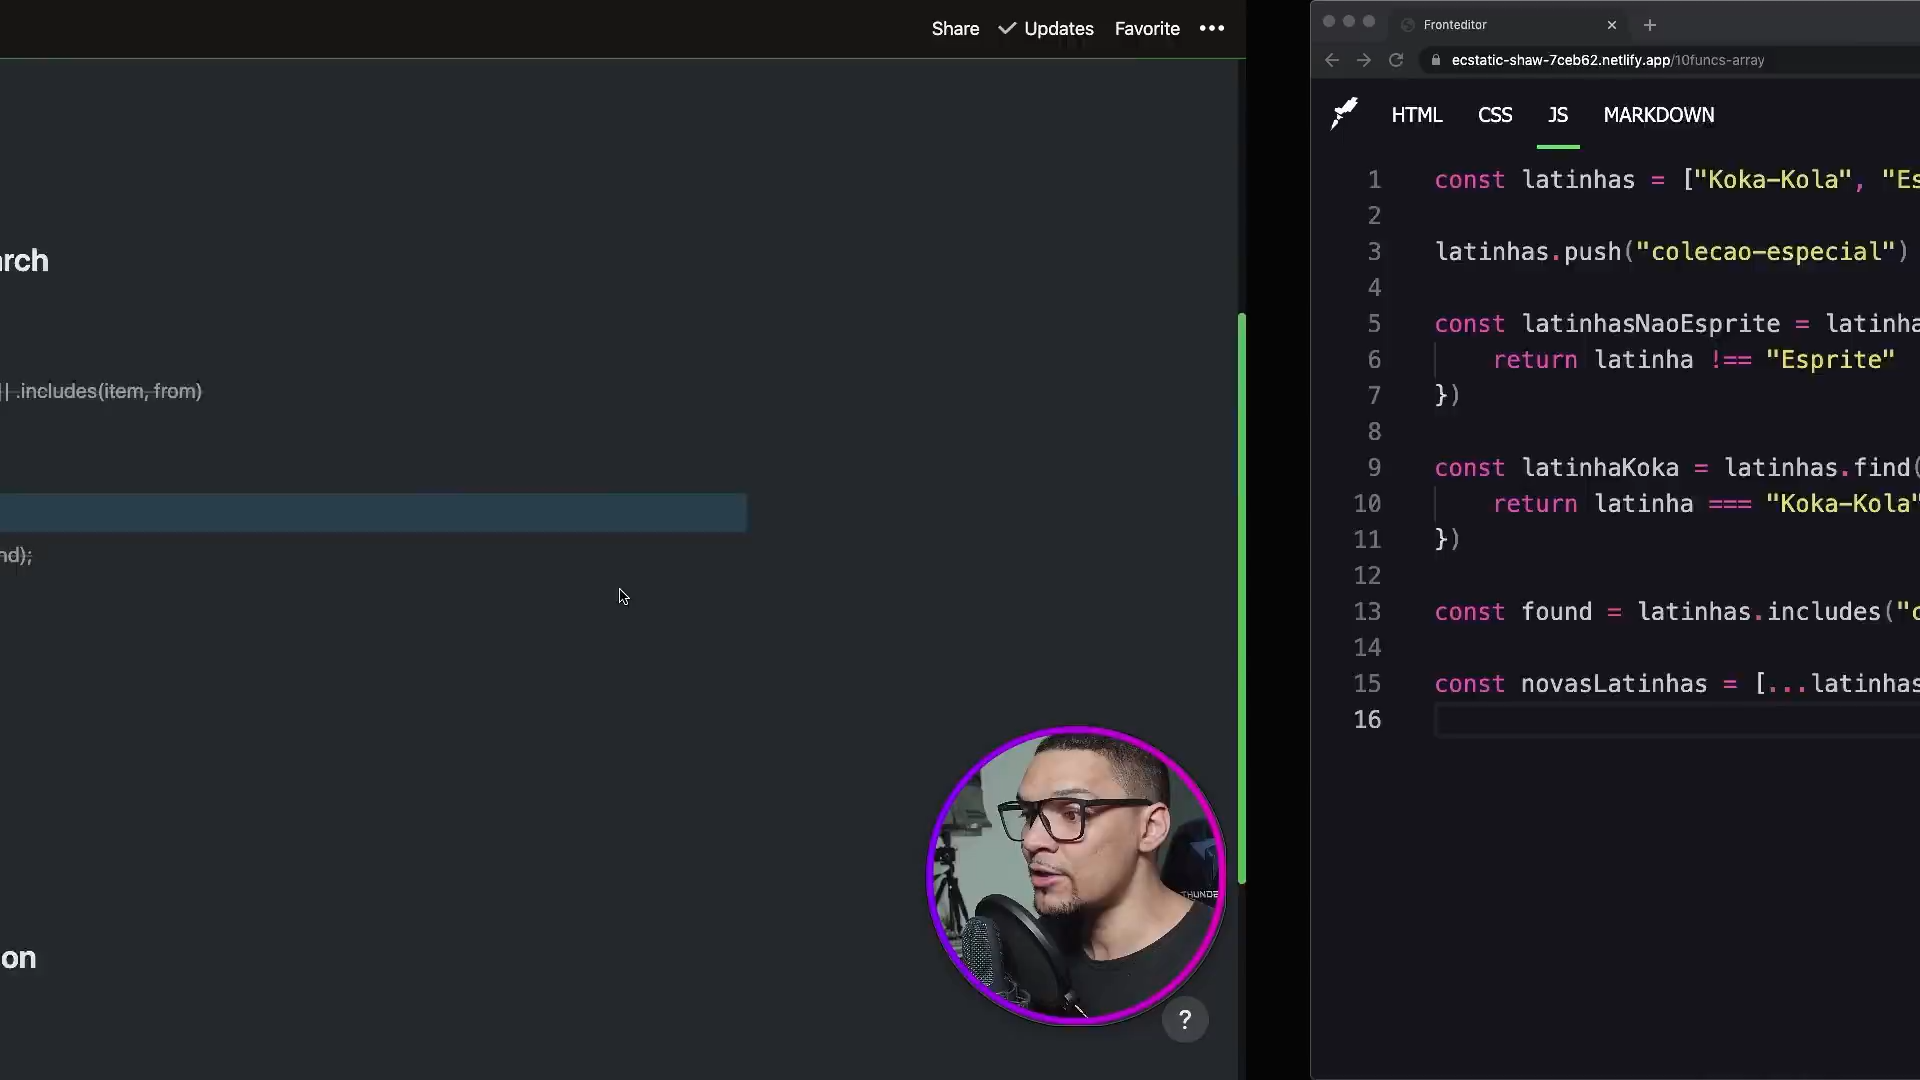 Share Updates Favorite
arch
|| .includes(item, from)
nd);
on
?
THUNDE
Fronteditor
ecstatic-shaw-7ceb62.netlify.app/10funcs-array
HTML CSS JS MARKDOWN
1 const latinhas = ["Koka-Kola", "Es
2
3 latinhas.push("colecao-especial")
4
5 const latinhasNaoEsprite = latinha
6 return latinha !== "Esprite"
7 })
8
9 const latinhaKoka = latinhas.find(
10 return latinha === "Koka-Kola"
11 })
12
13 const found = latinhas.includes("c
14
15 const novasLatinhas = [...latinhas
16